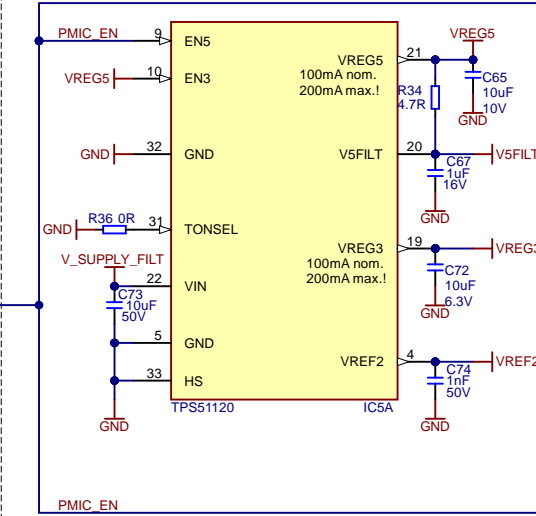 PMIC_EN
9
EN5
VREG5
10
EN3
GND
32
GND
GND
R36 0R
31
TONSEL
V_SUPPLY_FILT
22
VIN
C73
10uF
50V
5
GND
33
HS
GND
TPS51120
IC5A
VREG5
100mA nom.
200mA max.!
21
VREG5
R34
4.7R
C65
10uF
10V
GND
V5FILT
20
V5FILT
C67
1uF
16V
GND
VREG3
100mA nom.
200mA max.!
19
VREG3
C72
10uF
6.3V
GND
VREF2
4
VREF2
C74
1nF
50V
GND
PMIC_EN